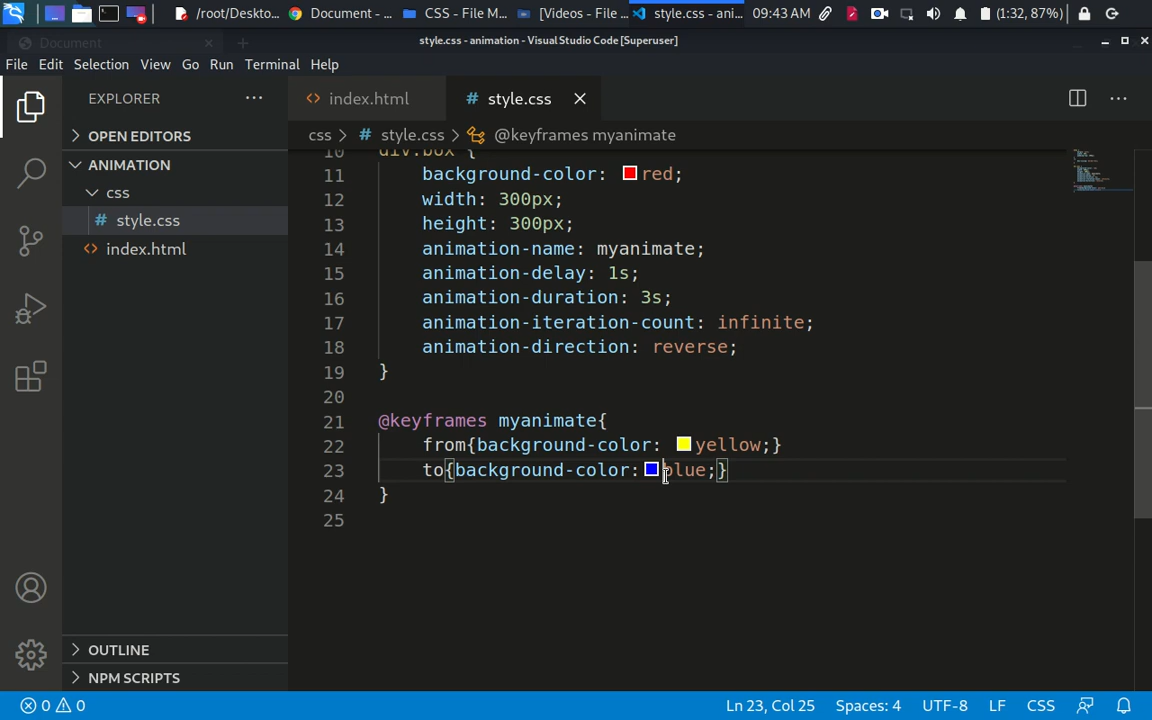 /root/Deskto... Document - ... CSS - File M... [Videos - File ... style.css - ani... 09:43 AM (1:32, 87%)
Document
style.css - animation - Visual Studio Code [Superuser]
File Edit Selection View Go Run Terminal Help
EXPLORER ...
index.html # style.css
OPEN EDITORS
css > # style.css > @keyframes myanimate
ANIMATION
css
# style.css
index.html
10 div.box {
11 background-color: red;
12 width: 300px;
13 height: 300px;
14 animation-name: myanimate;
15 animation-delay: 1s;
16 animation-duration: 3s;
17 animation-iteration-count: infinite;
18 animation-direction: reverse;
19 }
20
21 @keyframes myanimate{
22 from{background-color: yellow;}
23 to{background-color: blue;}
24 }
25
OUTLINE
NPM SCRIPTS
0 0 Ln 23, Col 25 Spaces: 4 UTF-8 LF CSS